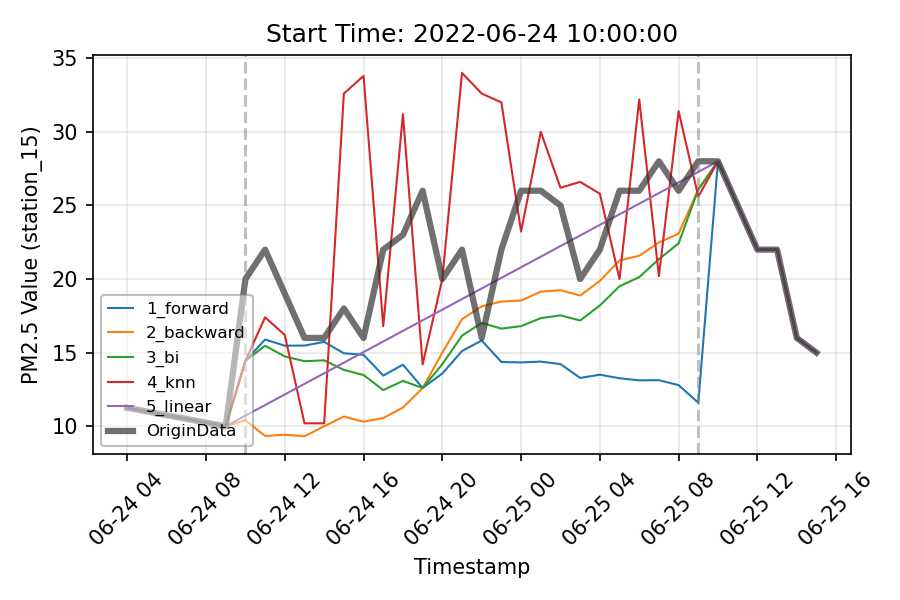 Start Time: 2022-06-24 10:00:00
PM2.5 Value (station_15)
35
30
25
20
15
10
1_forward
2_backward
3_bi
4_knn
5_linear
OriginData
06-24 04
06-24 08
06-24 12
06-24 16
06-24 20
06-25 00
06-25 04
06-25 08
06-25 12
06-25 16
Timestamp